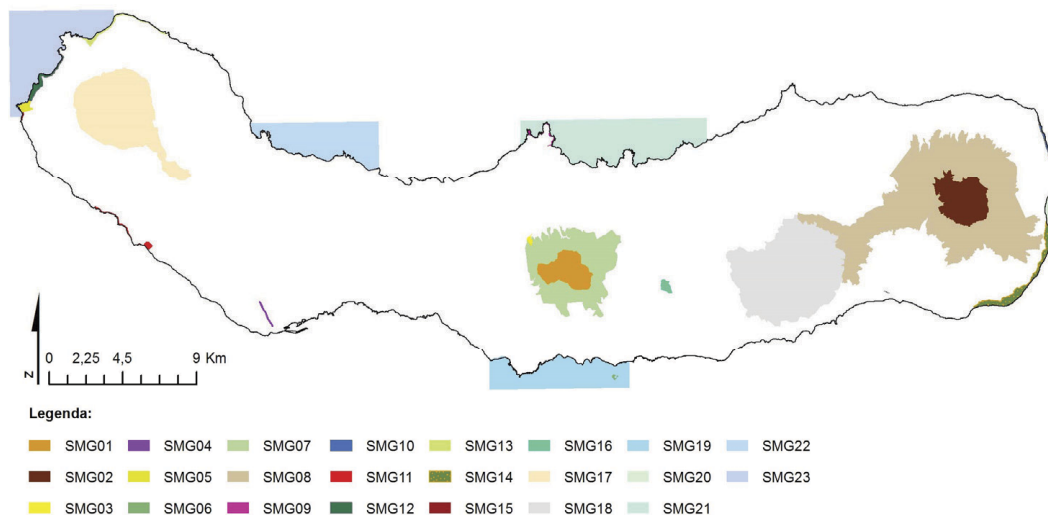 N
0 2,25 4,5 9 Km
Legenda:
SMG01 SMG04 SMG07 SMG10 SMG13 SMG16 SMG19 SMG22
SMG02 SMG05 SMG08 SMG11 SMG14 SMG17 SMG20 SMG23
SMG03 SMG06 SMG09 SMG12 SMG15 SMG18 SMG21